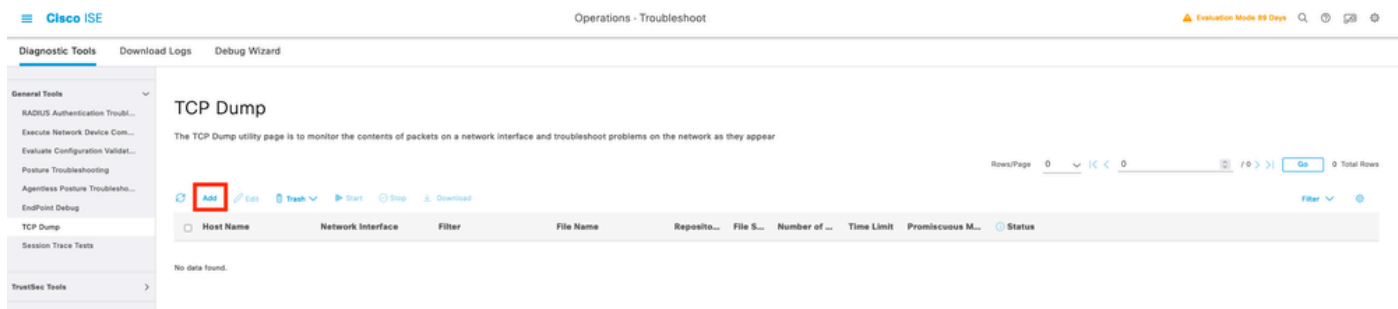 Cisco ISE
Operations - Troubleshoot
Evaluation Mode 89 Days
Diagnostic Tools Download Logs Debug Wizard
General Tools
RADIUS Authentication Troubl...
Execute Network Device Com...
Evaluate Configuration Validat...
Posture Troubleshooting
Agentless Posture Troublesho...
EndPoint Debug
TCP Dump
Session Trace Tests
TrustSec Tools
TCP Dump
The TCP Dump utility page is to monitor the contents of packets on a network interface and troubleshoot problems on the network as they appear
Rows/Page 0 |< < 0 / 0 > >| Go 0 Total Rows
Add Edit Trash Start Stop Download Filter
Host Name Network Interface Filter File Name Reposito... File S... Number of ... Time Limit Promiscuous M... Status
No data found.